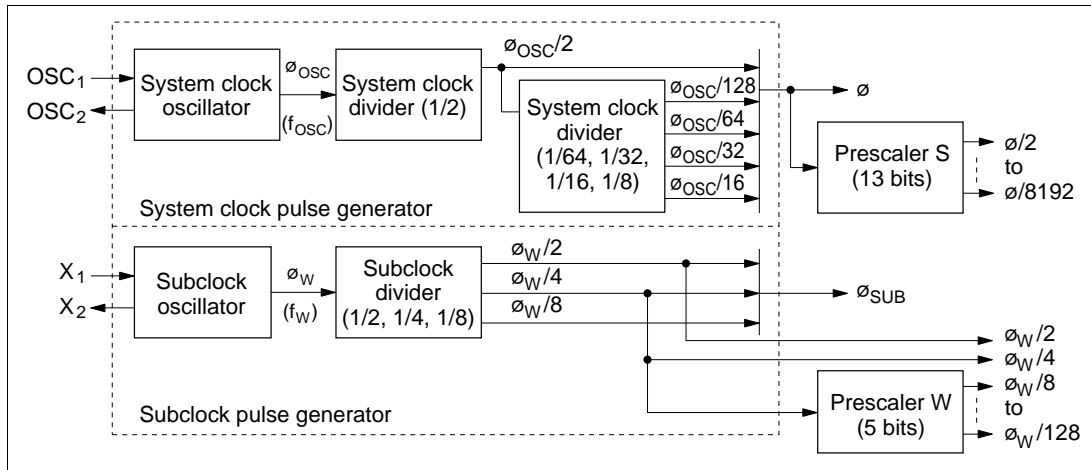 OSC1
OSC2
System clock
oscillator
øOSC
(fOSC)
System clock
divider (1/2)
øOSC/2
System clock
divider
(1/64, 1/32,
1/16, 1/8)
øOSC/128
øOSC/64
øOSC/32
øOSC/16
ø
Prescaler S
(13 bits)
ø/2
to
ø/8192
System clock pulse generator
X1
X2
Subclock
oscillator
øW
(fW)
Subclock
divider
(1/2, 1/4, 1/8)
øW/2
øW/4
øW/8
øSUB
øW/2
øW/4
Prescaler W
(5 bits)
øW/8
to
øW/128
Subclock pulse generator